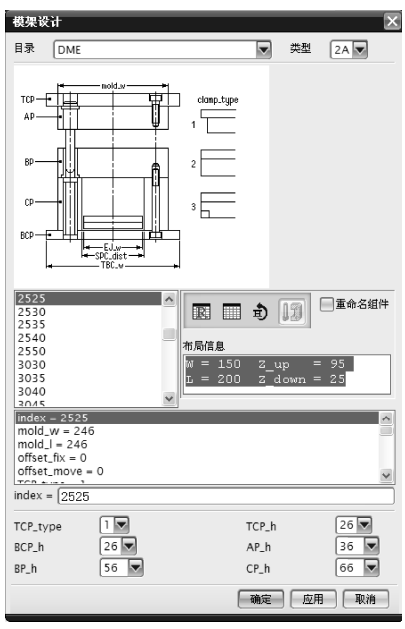 模架设计
目录 DME 类型 2A
mold_w
TCP
AP
BP
CP
BCP
EJ_w
SPC_dist
TBC_w
clamp_type
1
2
3
2525
2530
2535
2540
2550
3030
3035
3040
3045
重命名组件
布局信息
W = 150 Z_up = 95
L = 200 Z_down = 25
index = 2525
mold_w = 246
mold_l = 246
offset_fix = 0
offset_move = 0
TCP_type = 1
index = 2525
TCP_type 1 TCP_h 26
BCP_h 26 AP_h 36
BP_h 56 CP_h 66
确定 应用 取消